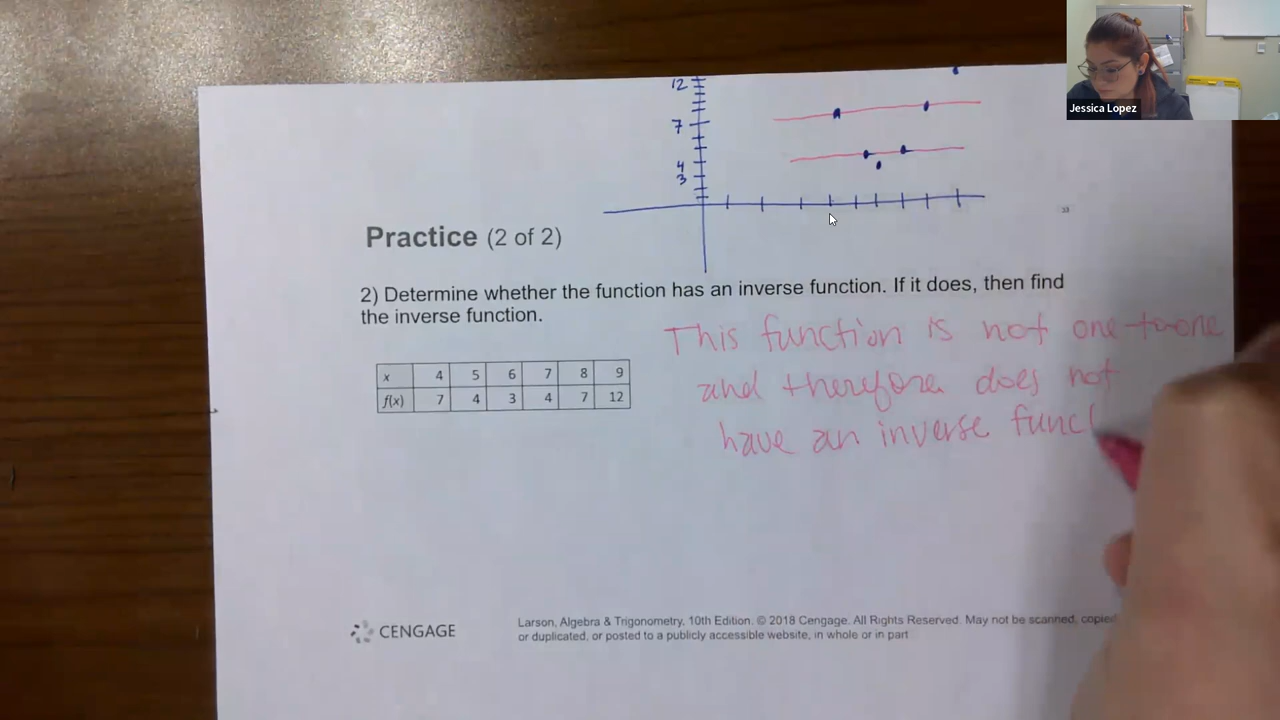 Jessica Lopez
12
7
4
3
33
Practice (2 of 2)
2) Determine whether the function has an inverse function. If it does, then find
the inverse function.
This function is not one-to-one
and therefore does not
have an inverse funct
x 4 5 6 7 8 9
f(x) 7 4 3 4 7 12
CENGAGE
Larson, Algebra & Trigonometry, 10th Edition. © 2018 Cengage. All Rights Reserved. May not be scanned, copied
or duplicated, or posted to a publicly accessible website, in whole or in part